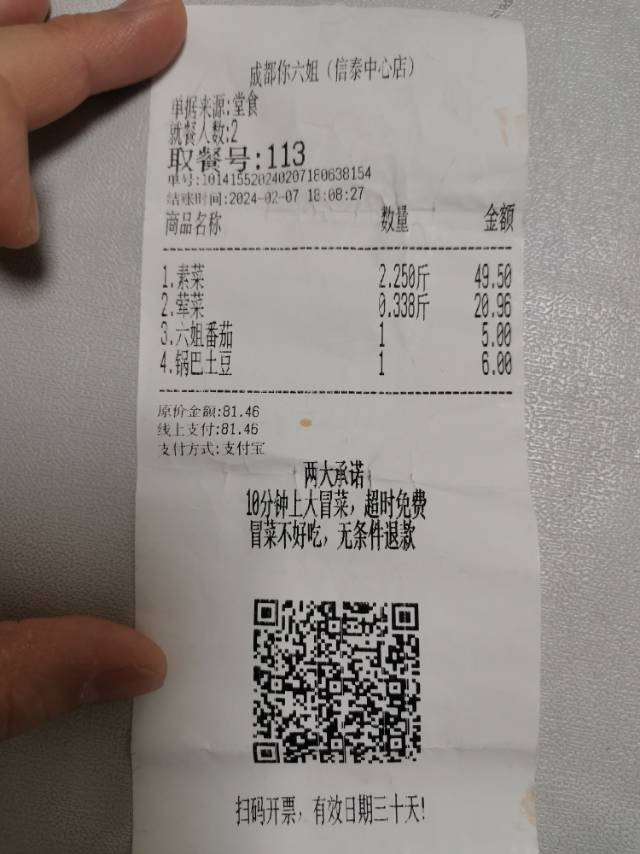 成都你六姐（信泰中心店）
单据来源:堂食
就餐人数:2
取餐号:113
单号:10141552024020718063​8154
结账时间:2024-02-07 18:08:27
商品名称 数量 金额
1.素菜 2.250斤 49.50
2.荤菜 0.338斤 20.96
3.六姐番茄 1 5.00
4.锅巴土豆 1 6.00
原价金额:81.46
线上支付:81.46
支付方式:支付宝
两大承诺
10分钟上大冒菜，超时免费
冒菜不好吃，无条件退款
扫码开票，有效日期三十天!